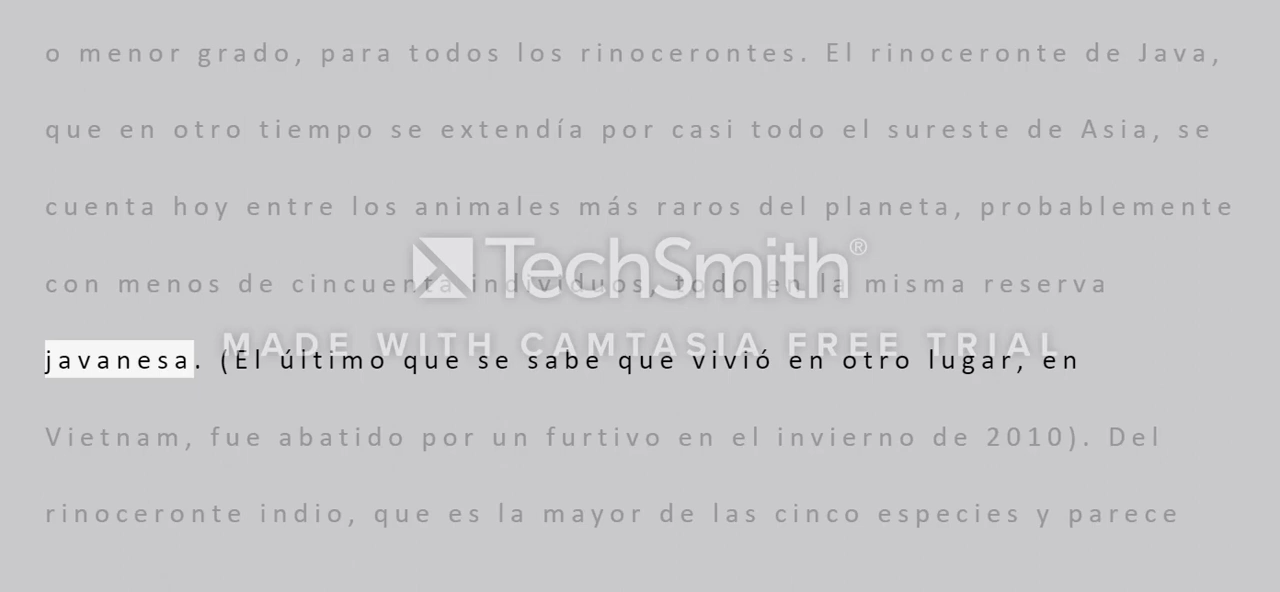 o menor grado, para todos los rinocerontes. El rinoceronte de Java,
que en otro tiempo se extendía por casi todo el sureste de Asia, se
cuenta hoy entre los animales más raros del planeta, probablemente
TechSmith®
con menos de cincuenta individuos, todo en la misma reserva
MADE WITH CAMTASIA FREE TRIAL
javanesa. (El úitimo que se sabe que vivió en otro lugar, en
Vietnam, fue abatido por un furtivo en el invierno de 2010). Del
rinoceronte indio, que es la mayor de las cinco especies y parece